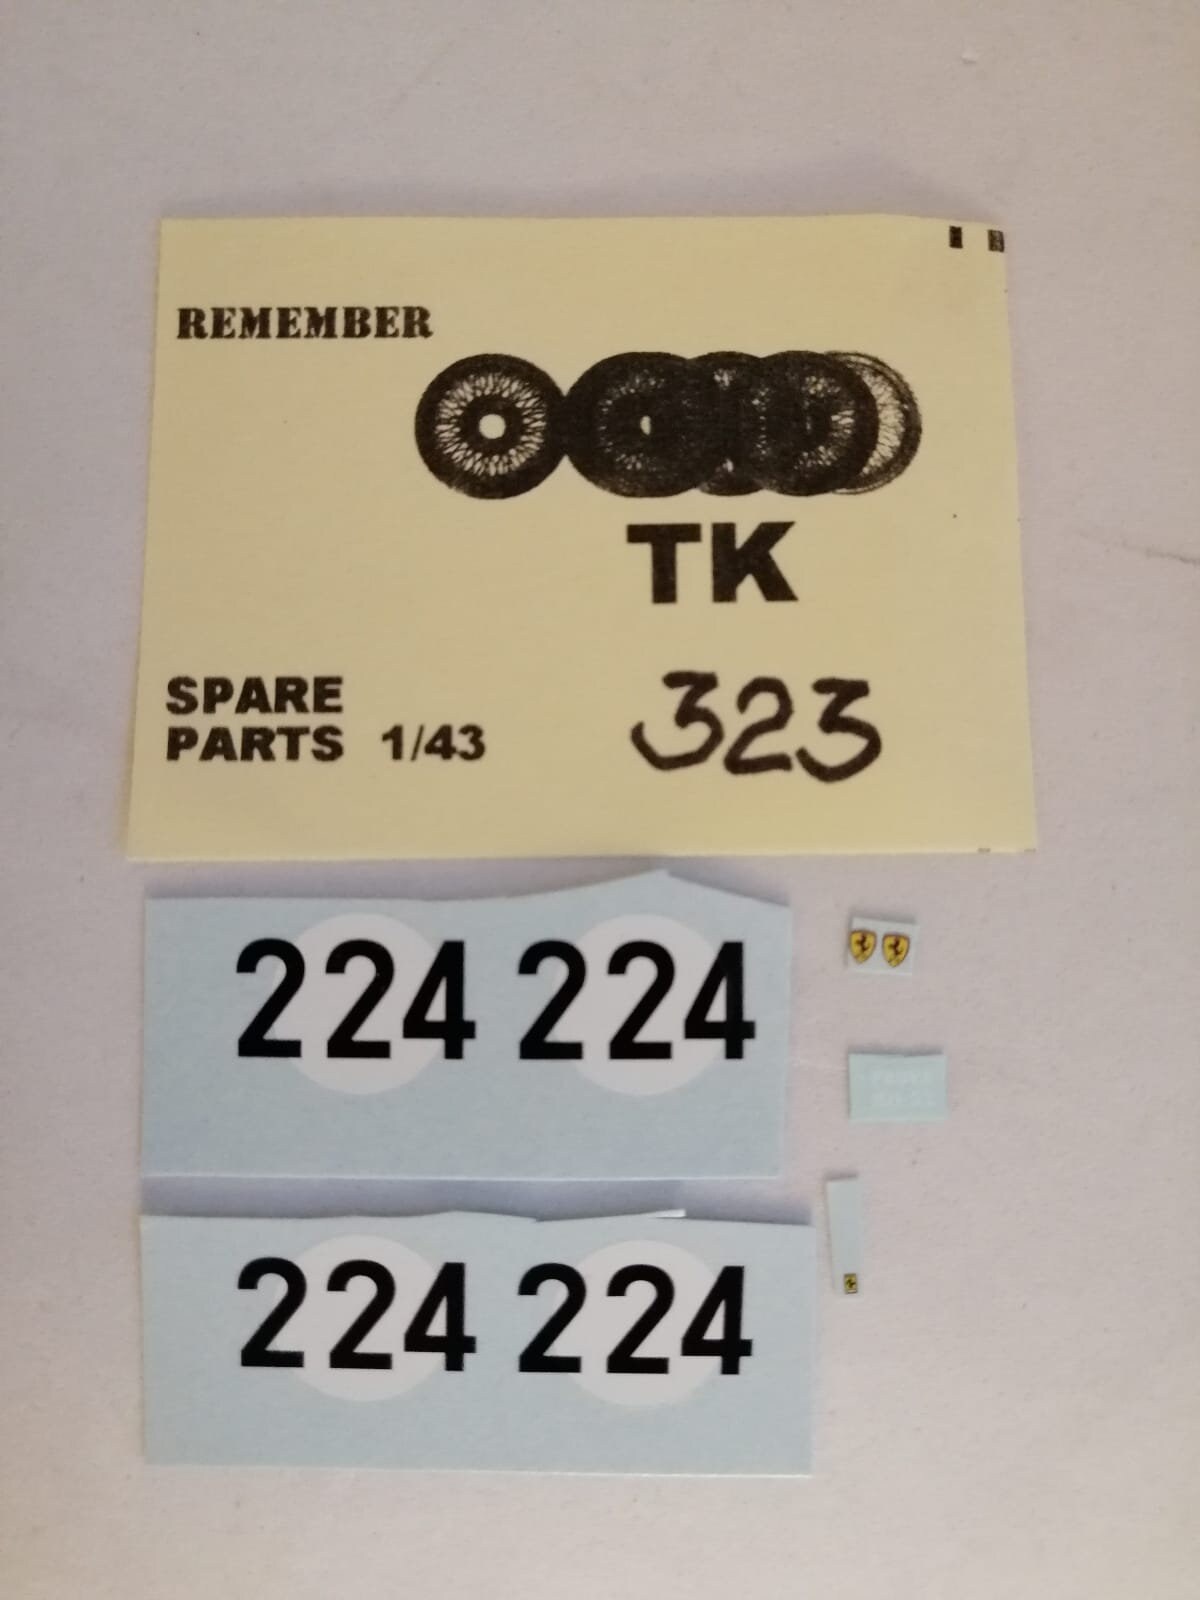 REMEMBER
TK
SPARE
PARTS 1/43
323
224 224
224 224